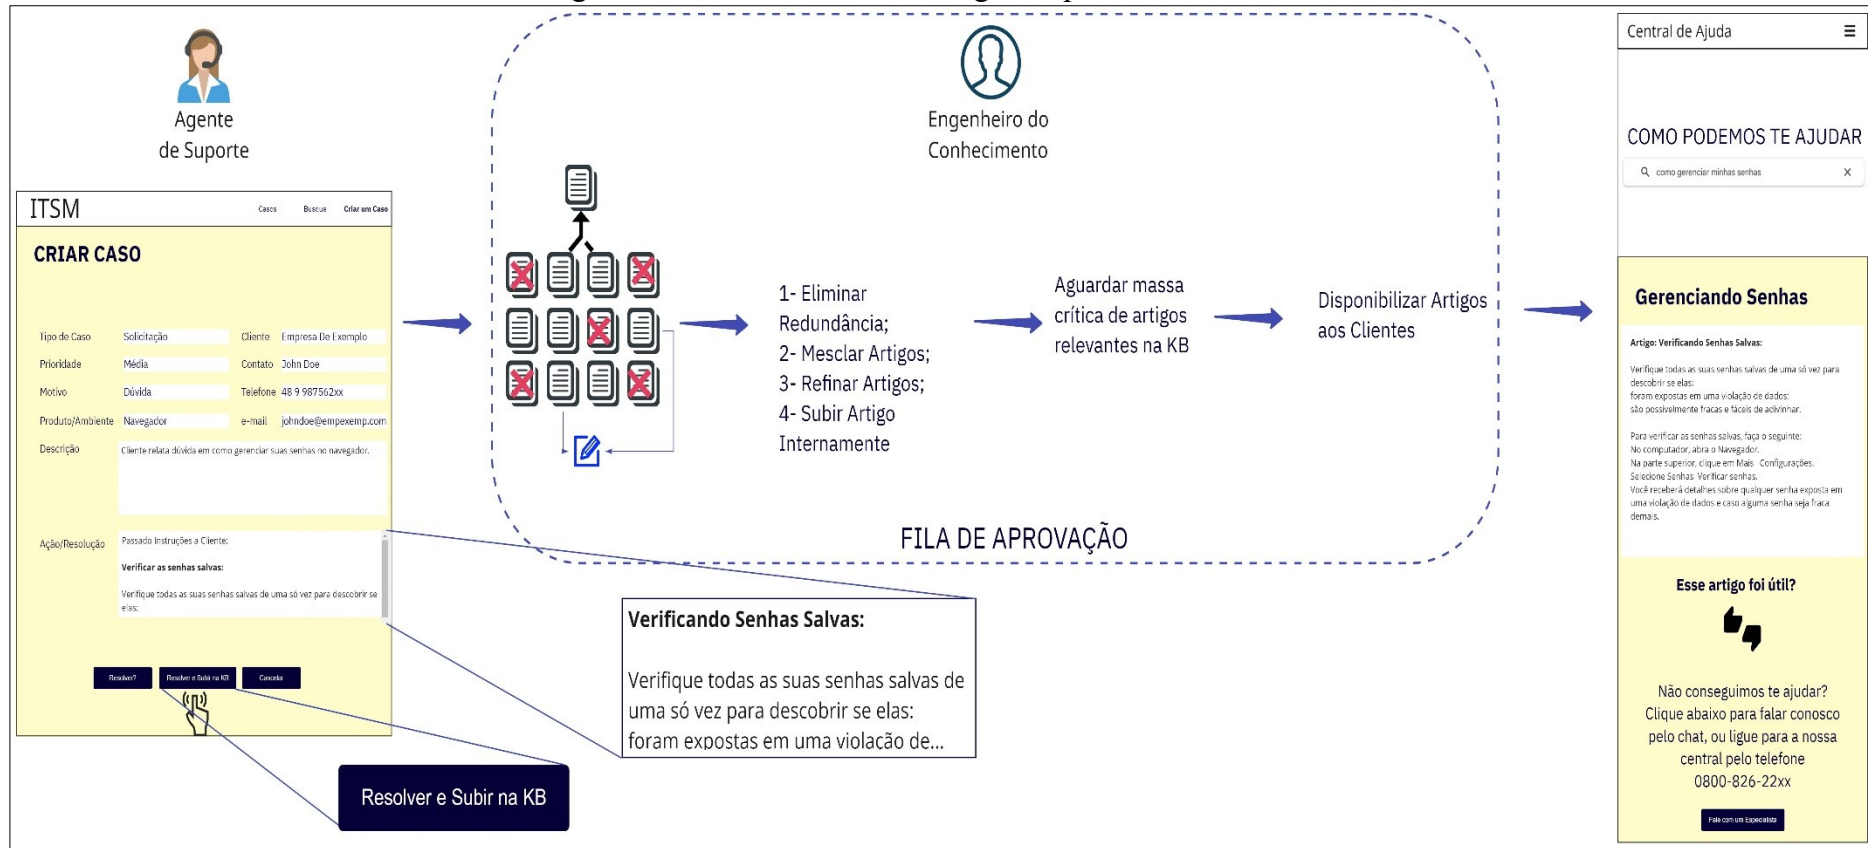 Agente
de Suporte
ITSM
Casos Busque Criar um Caso
CRIAR CASO
Tipo de Caso Solicitação Cliente Empresa De Exemplo
Prioridade Média Contato John Doe
Motivo Dúvida Telefone 48 9 987562xx
Produto/Ambiente Navegador e-mail johndoe@empexemp.com
Descrição Cliente relata dúvida em como gerenciar suas senhas no navegador.
Ação/Resolução Passado Instruções a Cliente:
Verificar as senhas salvas:
Verifique todas as suas senhas salvas de uma só vez para descobrir se
elas:
Resolver? Resolver e Subir na KB Cancelar
Resolver e Subir na KB
Verificando Senhas Salvas:
Verifique todas as suas senhas salvas de
uma só vez para descobrir se elas:
foram expostas em uma violação de...
Engenheiro do
Conhecimento
1- Eliminar
Redundância;
2- Mesclar Artigos;
3- Refinar Artigos;
4- Subir Artigo
Internamente
Aguardar massa
crítica de artigos
relevantes na KB
Disponibilizar Artigos
aos Clientes
FILA DE APROVAÇÃO
Central de Ajuda
COMO PODEMOS TE AJUDAR
como gerenciar minhas senhas X
Gerenciando Senhas
Artigo: Verificando Senhas Salvas:
Verifique todas as suas senhas salvas de uma só vez para
descobrir se elas:
foram expostas em uma violação de dados;
são possivelmente fracas e fáceis de adivinhar.
Para verificar as senhas salvas, faça o seguinte:
No computador, abra o Navegador.
Na parte superior, clique em Mais Configurações.
Selecione Senhas Verificar senhas.
Você receberá detalhes sobre qualquer senha exposta em
uma violação de dados e caso alguma senha seja fraca
demais.
Esse artigo foi útil?
Não conseguimos te ajudar?
Clique abaixo para falar conosco
pelo chat, ou ligue para a nossa
central pelo telefone
0800-826-22xx
Fale com um Especialista